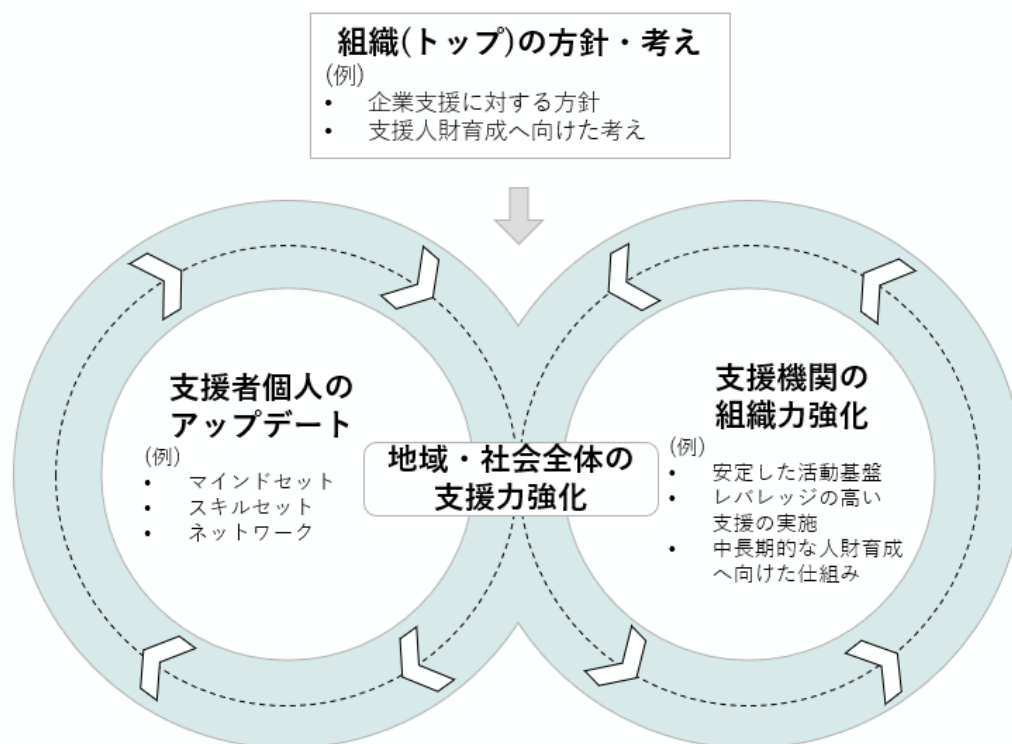 組織(トップ)の方針・考え
(例)
• 企業支援に対する方針
• 支援人財育成へ向けた考え
支援者個人の
アップデート
(例)
• マインドセット
• スキルセット
• ネットワーク
地域・社会全体の
支援力強化
支援機関の
組織力強化
(例)
• 安定した活動基盤
• レバレッジの高い
支援の実施
• 中長期的な人財育成
へ向けた仕組み